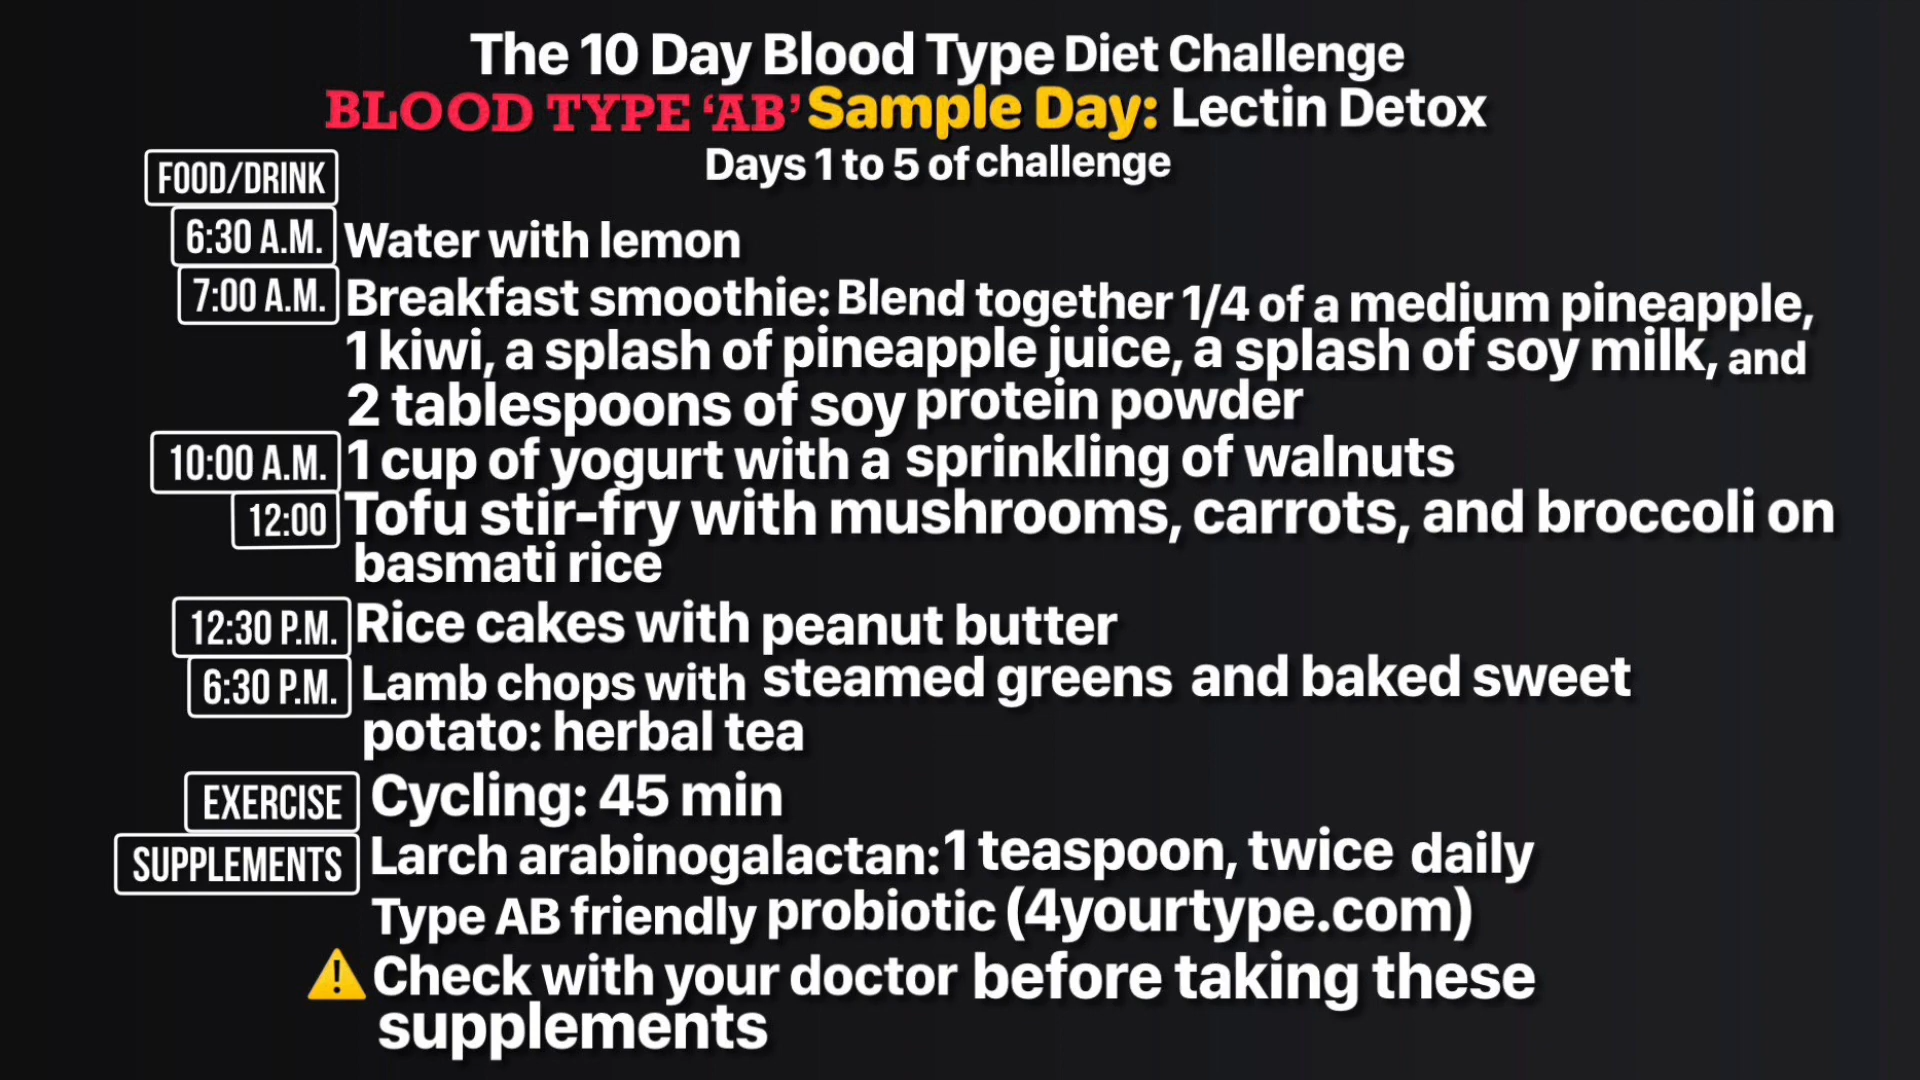 The 10 Day Blood Type Diet Challenge
BLOOD TYPE ‘AB’ Sample Day: Lectin Detox
Days 1 to 5 of challenge
FOOD/DRINK
6:30 A.M. Water with lemon
7:00 A.M. Breakfast smoothie: Blend together 1/4 of a medium pineapple,
1 kiwi, a splash of pineapple juice, a splash of soy milk, and
2 tablespoons of soy protein powder
10:00 A.M. 1 cup of yogurt with a sprinkling of walnuts
12:00 Tofu stir-fry with mushrooms, carrots, and broccoli on
basmati rice
12:30 P.M. Rice cakes with peanut butter
6:30 P.M. Lamb chops with steamed greens and baked sweet
potato: herbal tea
EXERCISE Cycling: 45 min
SUPPLEMENTS Larch arabinogalactan: 1 teaspoon, twice daily
Type AB friendly probiotic (4yourtype.com)
⚠️ Check with your doctor before taking these
supplements